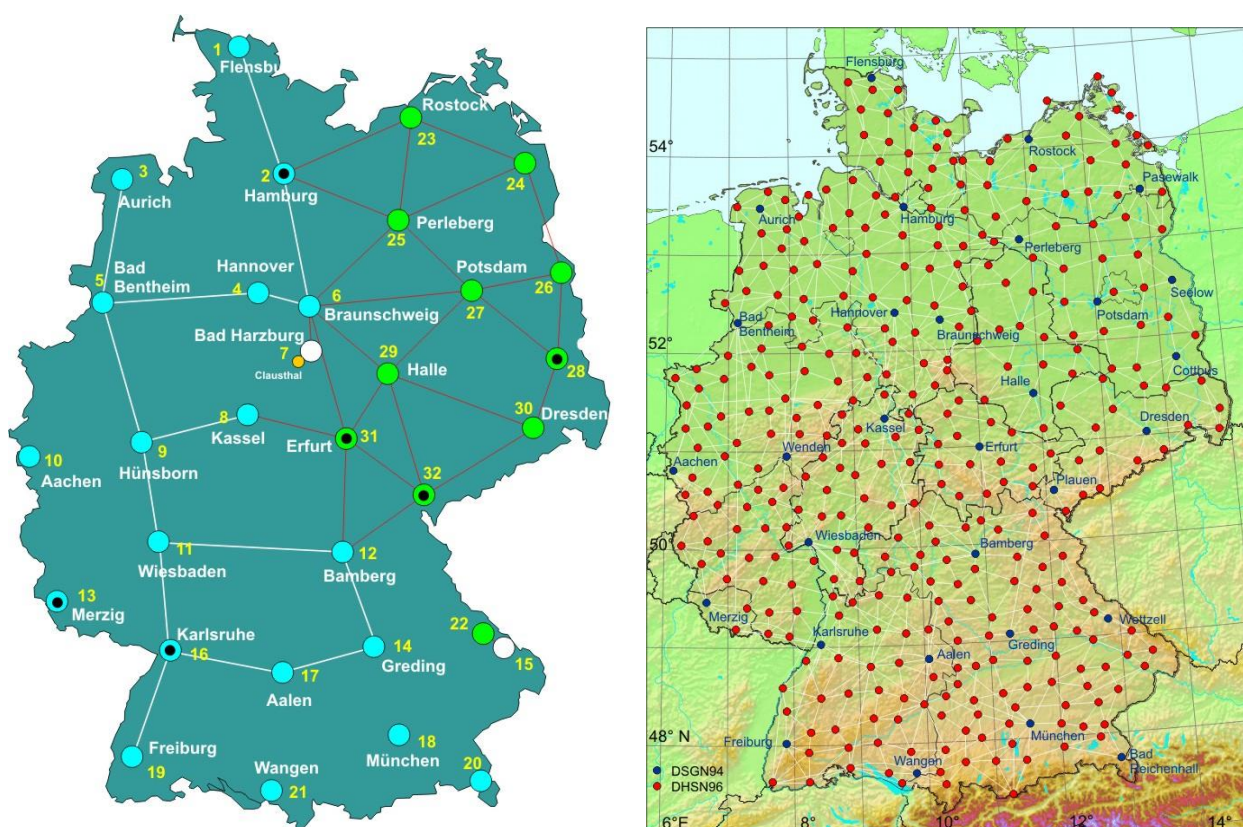 1
Flensbu
Rostock
23
3
2
24
Aurich
Hamburg
Perleberg
25
5
Bad
Bentheim
Hannover
4
6
Potsdam
26
Braunschweig
27
Bad Harzburg
7
Clausthal
29
Halle
28
8
Kassel
30
Dresden
Erfurt
31
9
Hünsborn
10
Aachen
32
11
Wiesbaden
12
Bamberg
13
Merzig
Karlsruhe
16
22
14
Greding
15
17
Aalen
Freiburg
19
18
München
Wangen
21
20
Flensburg
54°
Rostock
Pasewalk
Aurich
Hamburg
Perleberg
Seelow
Hannover
Potsdam
Bad
Bentheim
Braunschweig
52°
Cottbus
Halle
Kassel
Dresden
Wenden
Erfurt
Aachen
Plauen
50°
Wiesbaden
Bamberg
Merzig
Wettzell
Karlsruhe
Greding
Aalen
48° N
Freiburg
München
Wangen
Bad
Reichenhall
DSGN94
DHSN96
6°E
8°
10°
12°
14°